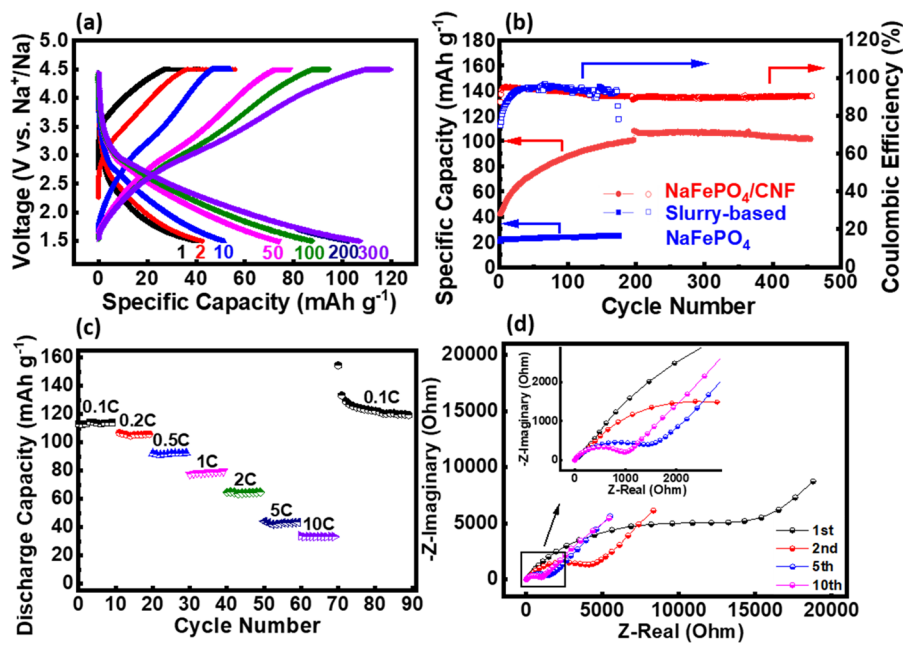 (a)
Voltage (V vs. Na+/Na)
5.0
4.5
4.0
3.5
3.0
2.5
2.0
1.5
1.0
1 2 10 50 100 200 300
0 20 40 60 80 100 120
Specific Capacity (mAh g-1)
(b)
Specific Capacity (mAh g-1)
180
160
140
120
100
80
60
40
20
0
NaFePO4/CNF
Slurry-based
NaFePO4
0 100 200 300 400 500
Cycle Number
120
100
80
60
40
20
0
Coulombic Efficiency (%)
(c)
Discharge Capacity (mAh g-1)
160
140
120
100
80
60
40
20
0
0.1C
0.2C
0.5C
1C
2C
5C
10C
0.1C
0 10 20 30 40 50 60 70 80 90
Cycle Number
(d)
-Z-Imaginary (Ohm)
20000
15000
10000
5000
0
-Z-Imaginary (Ohm)
2000
1000
0
0 1000 2000
Z-Real (Ohm)
1st
2nd
5th
10th
0 5000 10000 15000 20000
Z-Real (Ohm)